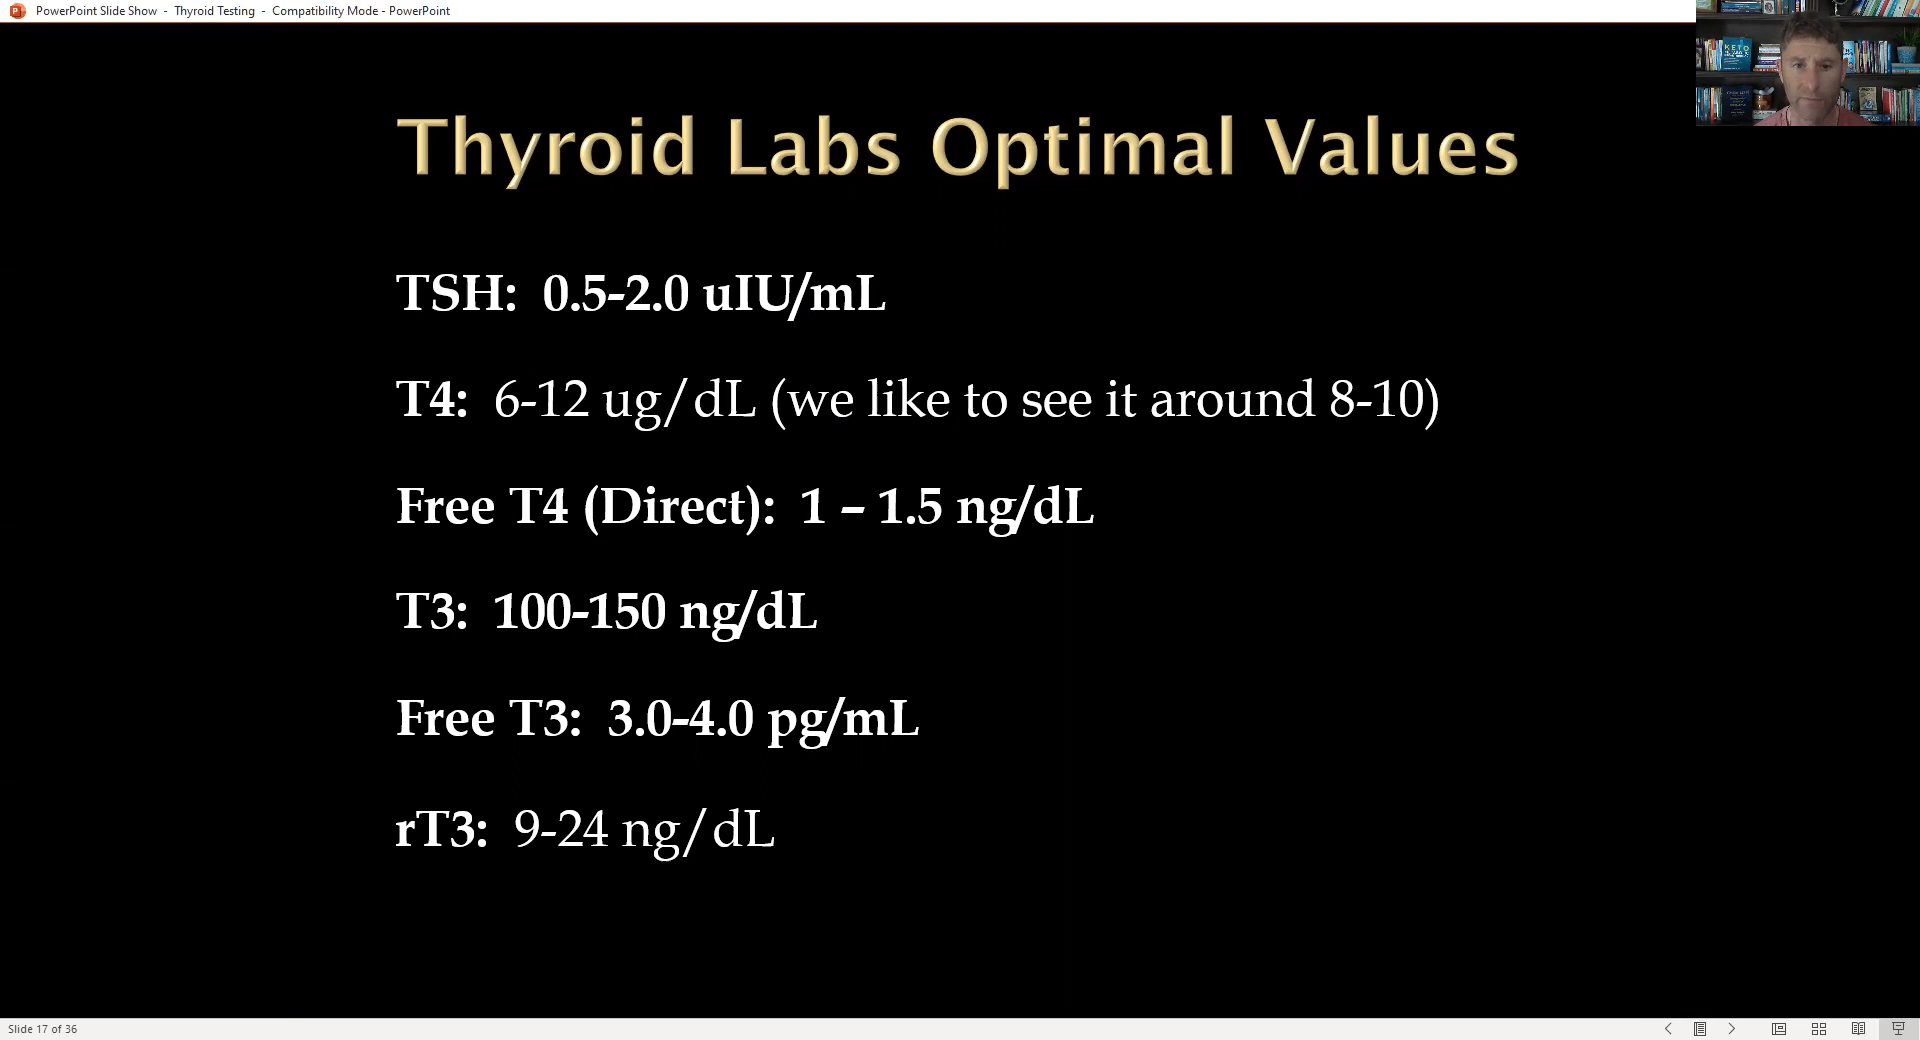 PowerPoint Slide Show - Thyroid Testing - Compatibility Mode - PowerPoint
KETO
Thyroid Labs Optimal Values
TSH: 0.5-2.0 uIU/mL
T4: 6-12 ug/dL (we like to see it around 8-10)
Free T4 (Direct): 1 – 1.5 ng/dL
T3: 100-150 ng/dL
Free T3: 3.0-4.0 pg/mL
rT3: 9-24 ng/dL
Slide 17 of 36